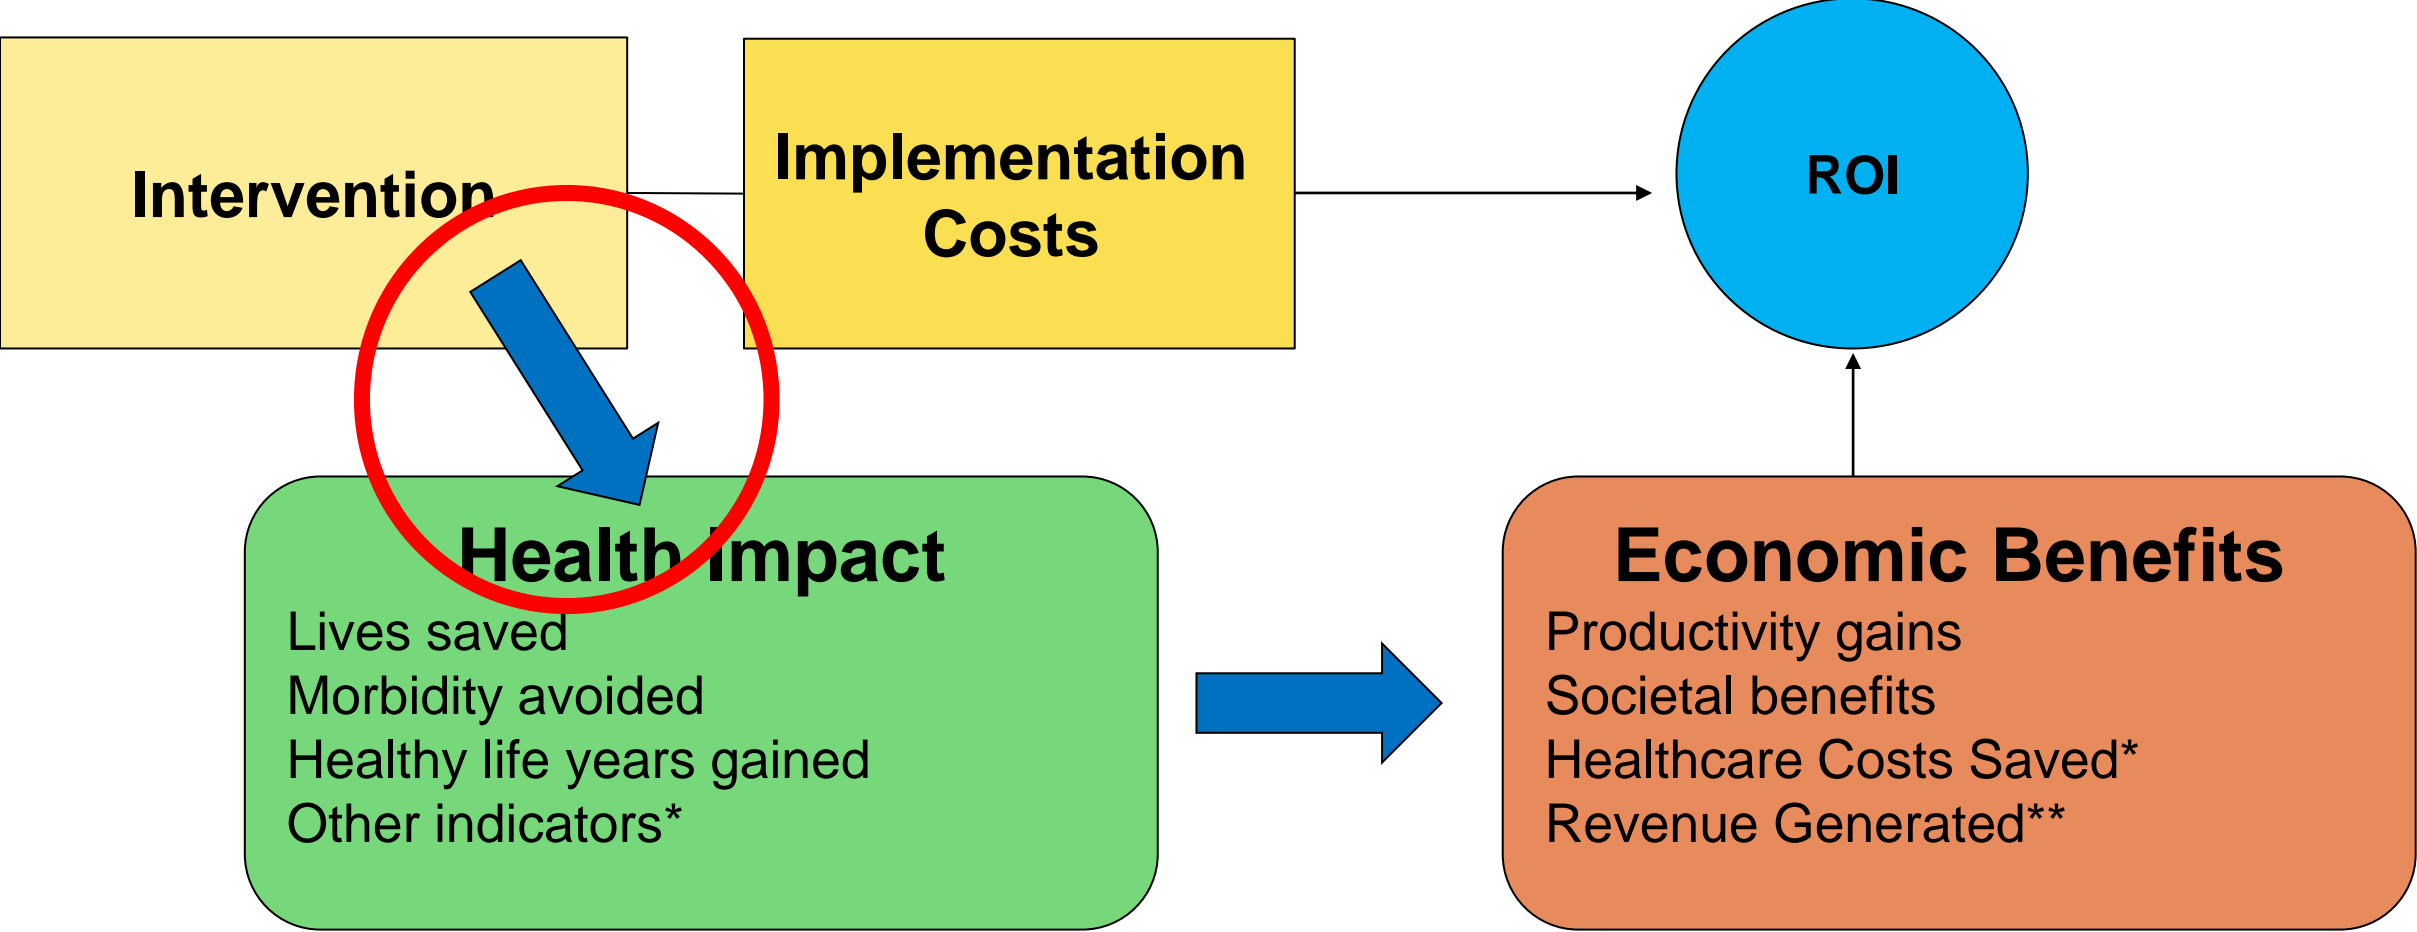 Intervention
Implementation
Costs
ROI
Health Impact
Lives saved
Morbidity avoided
Healthy life years gained
Other indicators*
Economic Benefits
Productivity gains
Societal benefits
Healthcare Costs Saved*
Revenue Generated**